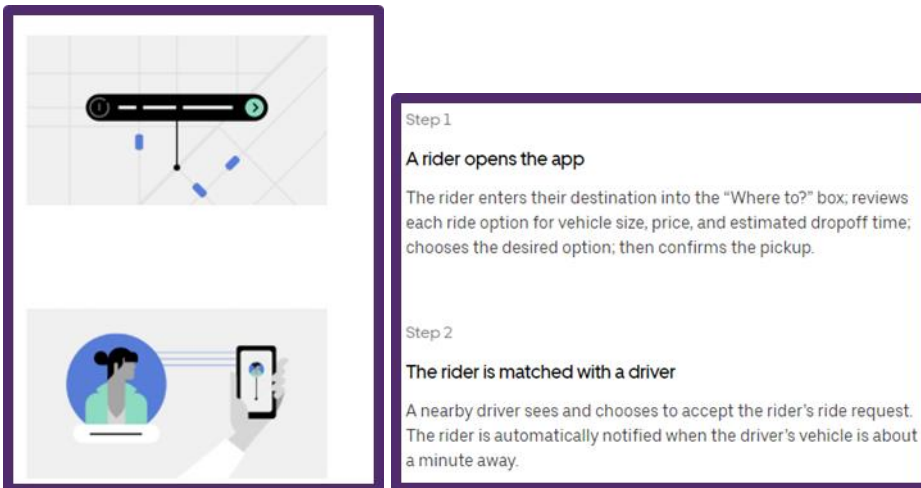 Step 1
A rider opens the app
The rider enters their destination into the “Where to?” box; reviews
each ride option for vehicle size, price, and estimated dropoff time;
chooses the desired option; then confirms the pickup.
Step 2
The rider is matched with a driver
A nearby driver sees and chooses to accept the rider’s ride request.
The rider is automatically notified when the driver’s vehicle is about
a minute away.